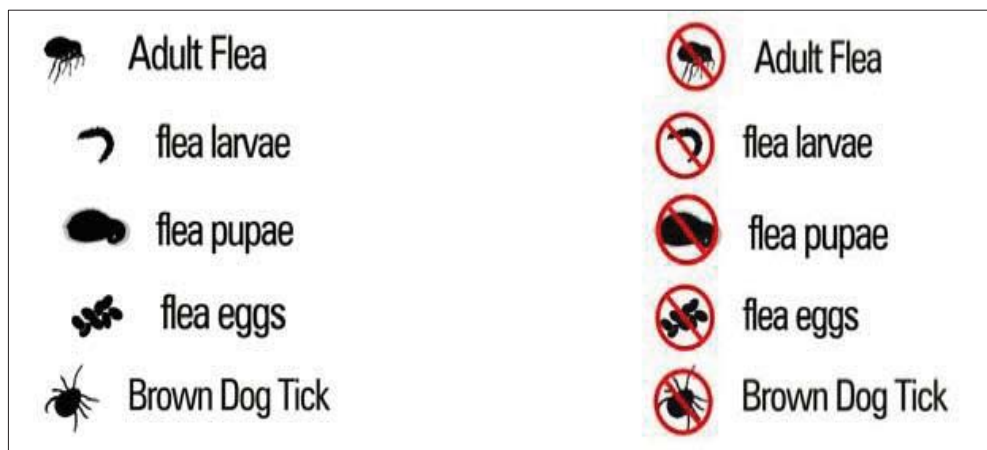 Adult Flea
flea larvae
flea pupae
flea eggs
Brown Dog Tick
Adult Flea
flea larvae
flea pupae
flea eggs
Brown Dog Tick